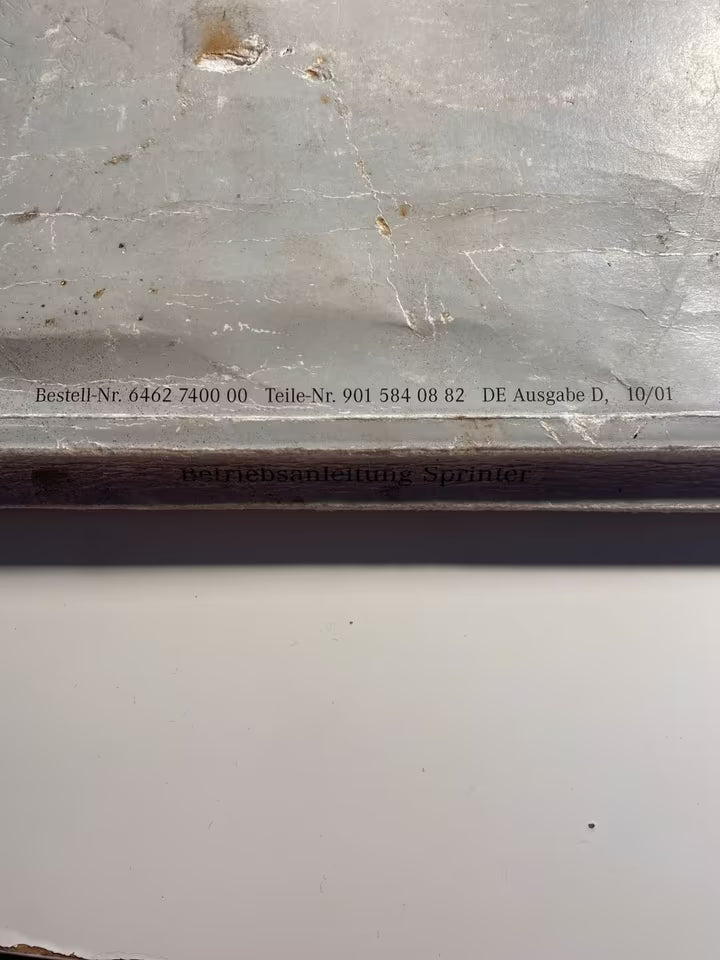 Bestell-Nr. 6462 7400 00 Teile-Nr. 901 584 08 82 DE Ausgabe D, 10/01
Betriebsanleitung Sprinter